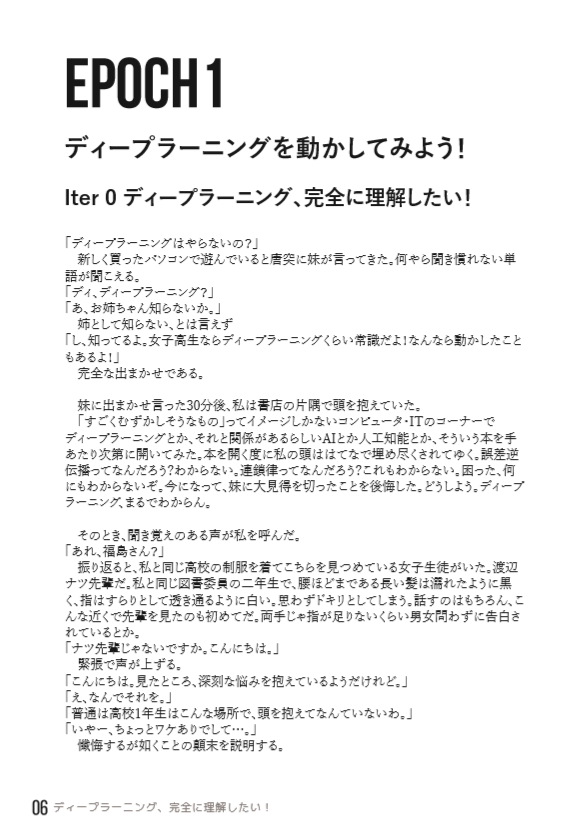 EPOCH1
ディープラーニングを動かしてみよう!
Iter 0 ディープラーニング、完全に理解したい!
「ディープラーニングはやらないの?」
新しく買ったパソコンで遊んでいると唐突に妹が言ってきた。何やら聞き慣れない単
語が聞こえる。
「ディ、ディープラーニング?」
「あ、お姉ちゃん知らないか。」
姉として知らない、とは言えず
「し、知ってるよ。女子高生ならディープラーニングくらい常識だよ!なんなら動かしたこと
もあるよ!」
完全な出まかせである。
妹に出まかせ言った30分後、私は書店の片隅で頭を抱えていた。
「すごくむずかしそうなもの」ってイメージしかないコンピュータ・ITのコーナーで
ディープラーニングとか、それと関係があるらしいAIとか人工知能とか、そういう本を手
あたり次第に開いてみた。本を開く度に私の頭ははてなで埋め尽くされてゆく。誤差逆
伝播ってなんだろう?わからない。連鎖律ってなんだろう?これもわからない。困った、何
にもわからないぞ。今になって、妹に大見得を切ったことを後悔した。どうしよう。ディープ
ラーニング、まるでわからん。
そのとき、聞き覚えのある声が私を呼んだ。
「あれ、福島さん?」
振り返ると、私と同じ高校の制服を着てこちらを見つめている女子生徒がいた。渡辺
ナツ先輩だ。私と同じ図書委員の二年生で、腰ほどまである長い髪は濡れたように黒
く、指はすらりとして透き通るように白い。思わずドキリとしてしまう。話すのはもちろん、こ
んな近くで先輩を見たのも初めてだ。両手じゃ指が足りないくらい男女問わずに告白さ
れているとか。
「ナツ先輩じゃないですか。こんにちは。」
緊張で声が上ずる。
「こんにちは。見たところ、深刻な悩みを抱えているようだけれど。」
「え、なんでそれを。」
「普通は高校1年生はこんな場所で、頭を抱えてなんていないわ。」
「いやー、ちょっとワケありでして…。」
懺悔するが如くことの顛末を説明する。
06 ディープラーニング、完全に理解したい!